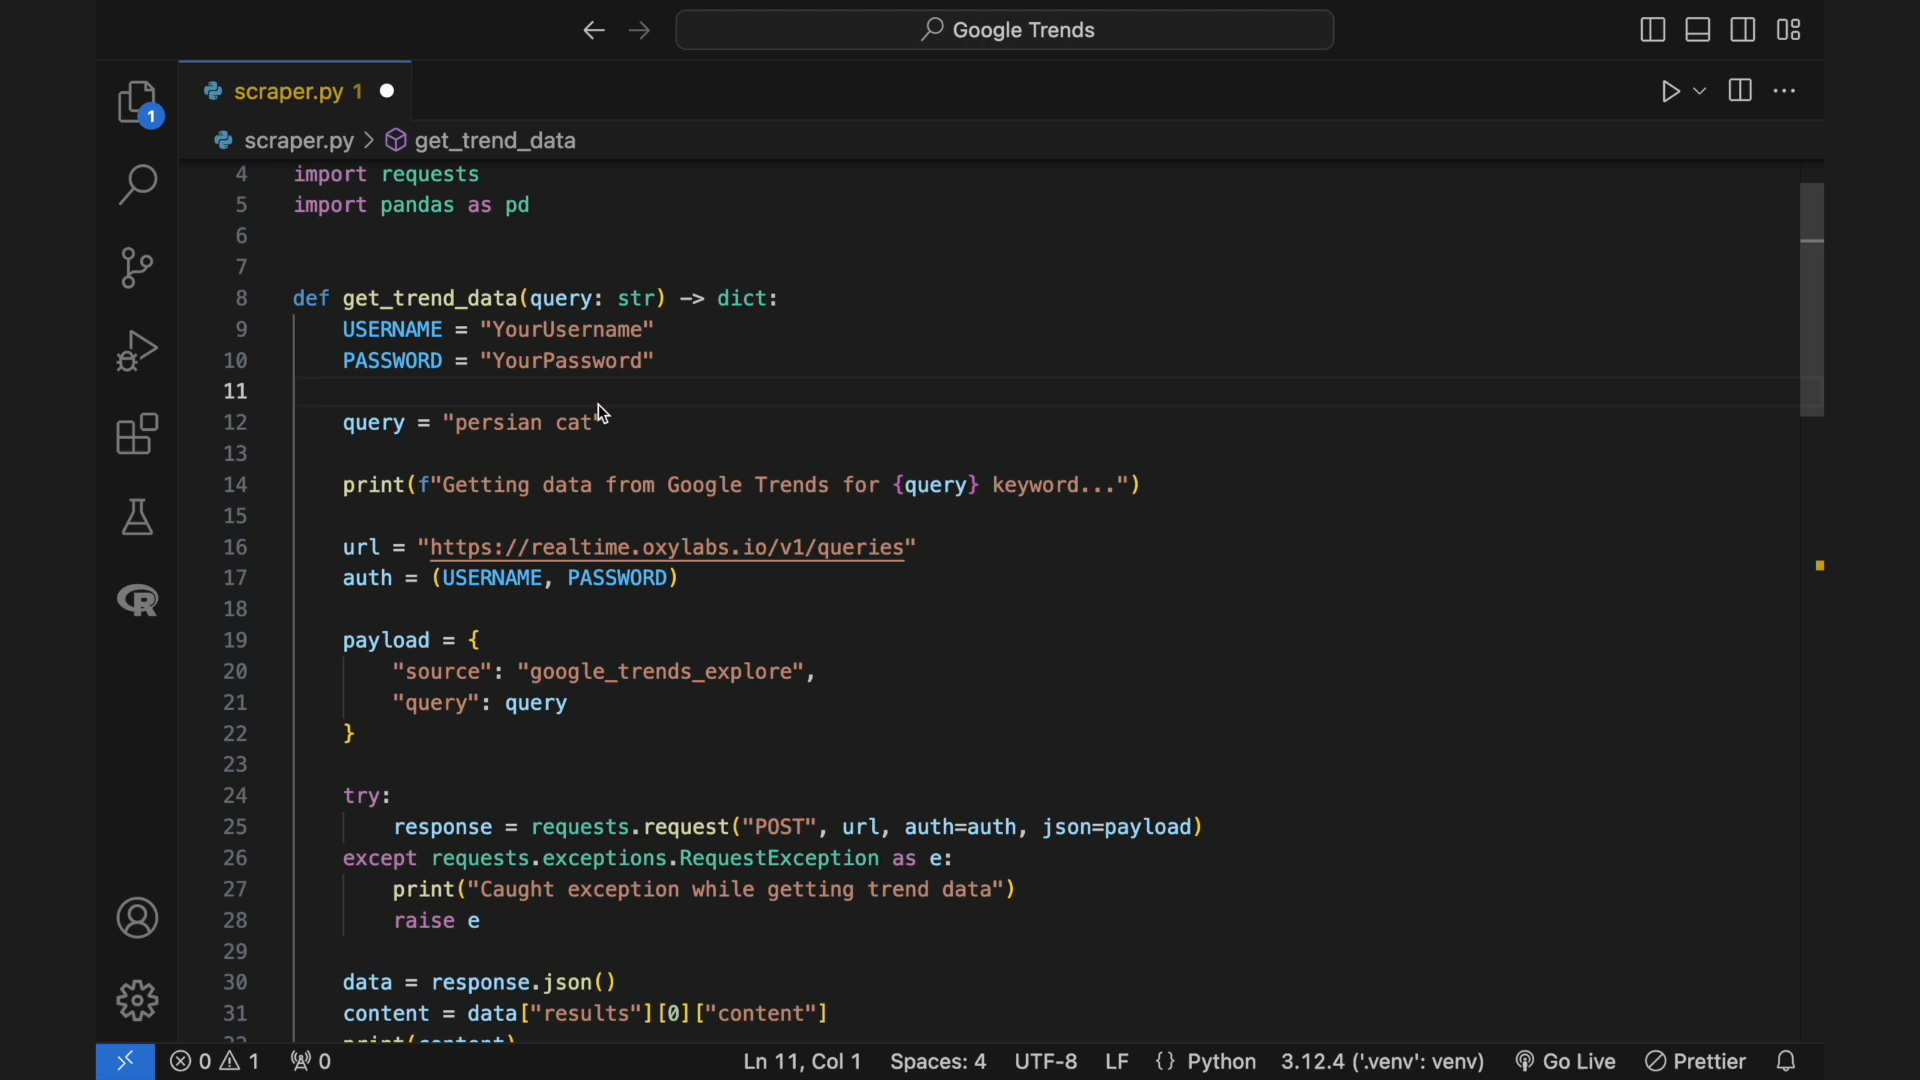 Google Trends
scraper.py 1
1
scraper.py > get_trend_data
4 import requests
5 import pandas as pd
6
7
8 def get_trend_data(query: str) -> dict:
9 USERNAME = "YourUsername"
10 PASSWORD = "YourPassword"
11
12 query = "persian cat"
13
14 print(f"Getting data from Google Trends for {query} keyword...")
15
16 url = "https://realtime.oxylabs.io/v1/queries"
17 auth = (USERNAME, PASSWORD)
18
19 payload = {
20 "source": "google_trends_explore",
21 "query": query
22 }
23
24 try:
25 response = requests.request("POST", url, auth=auth, json=payload)
26 except requests.exceptions.RequestException as e:
27 print("Caught exception while getting trend data")
28 raise e
29
30 data = response.json()
31 content = data["results"][0]["content"]
32 print(content)
0 1 0 Ln 11, Col 1 Spaces: 4 UTF-8 LF {} Python 3.12.4 ('.venv': venv) Go Live Prettier